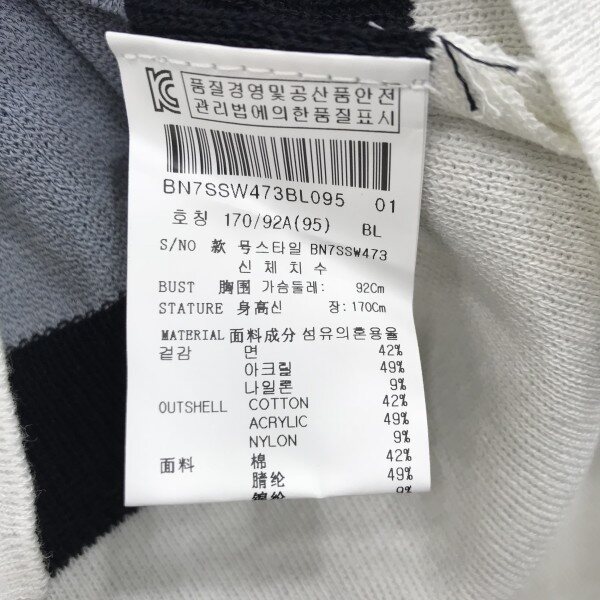 KC 품질경영및공산품안전
관리법에의한품질표시
BN7SSW473BL095 01
호칭 170/92A(95) BL
S/NO 款 号스타일 BN7SSW473
신체치수
BUST 胸围 가슴둘레: 92Cm
STATURE 身高신 장:170Cm
MATERIAL 面料成分 섬유의혼용율
겉감 면 42%
아크릴 49%
나일론 9%
OUTSHELL COTTON 42%
ACRYLIC 49%
NYLON 9%
面料 棉 42%
腈纶 49%
锦纶 9%